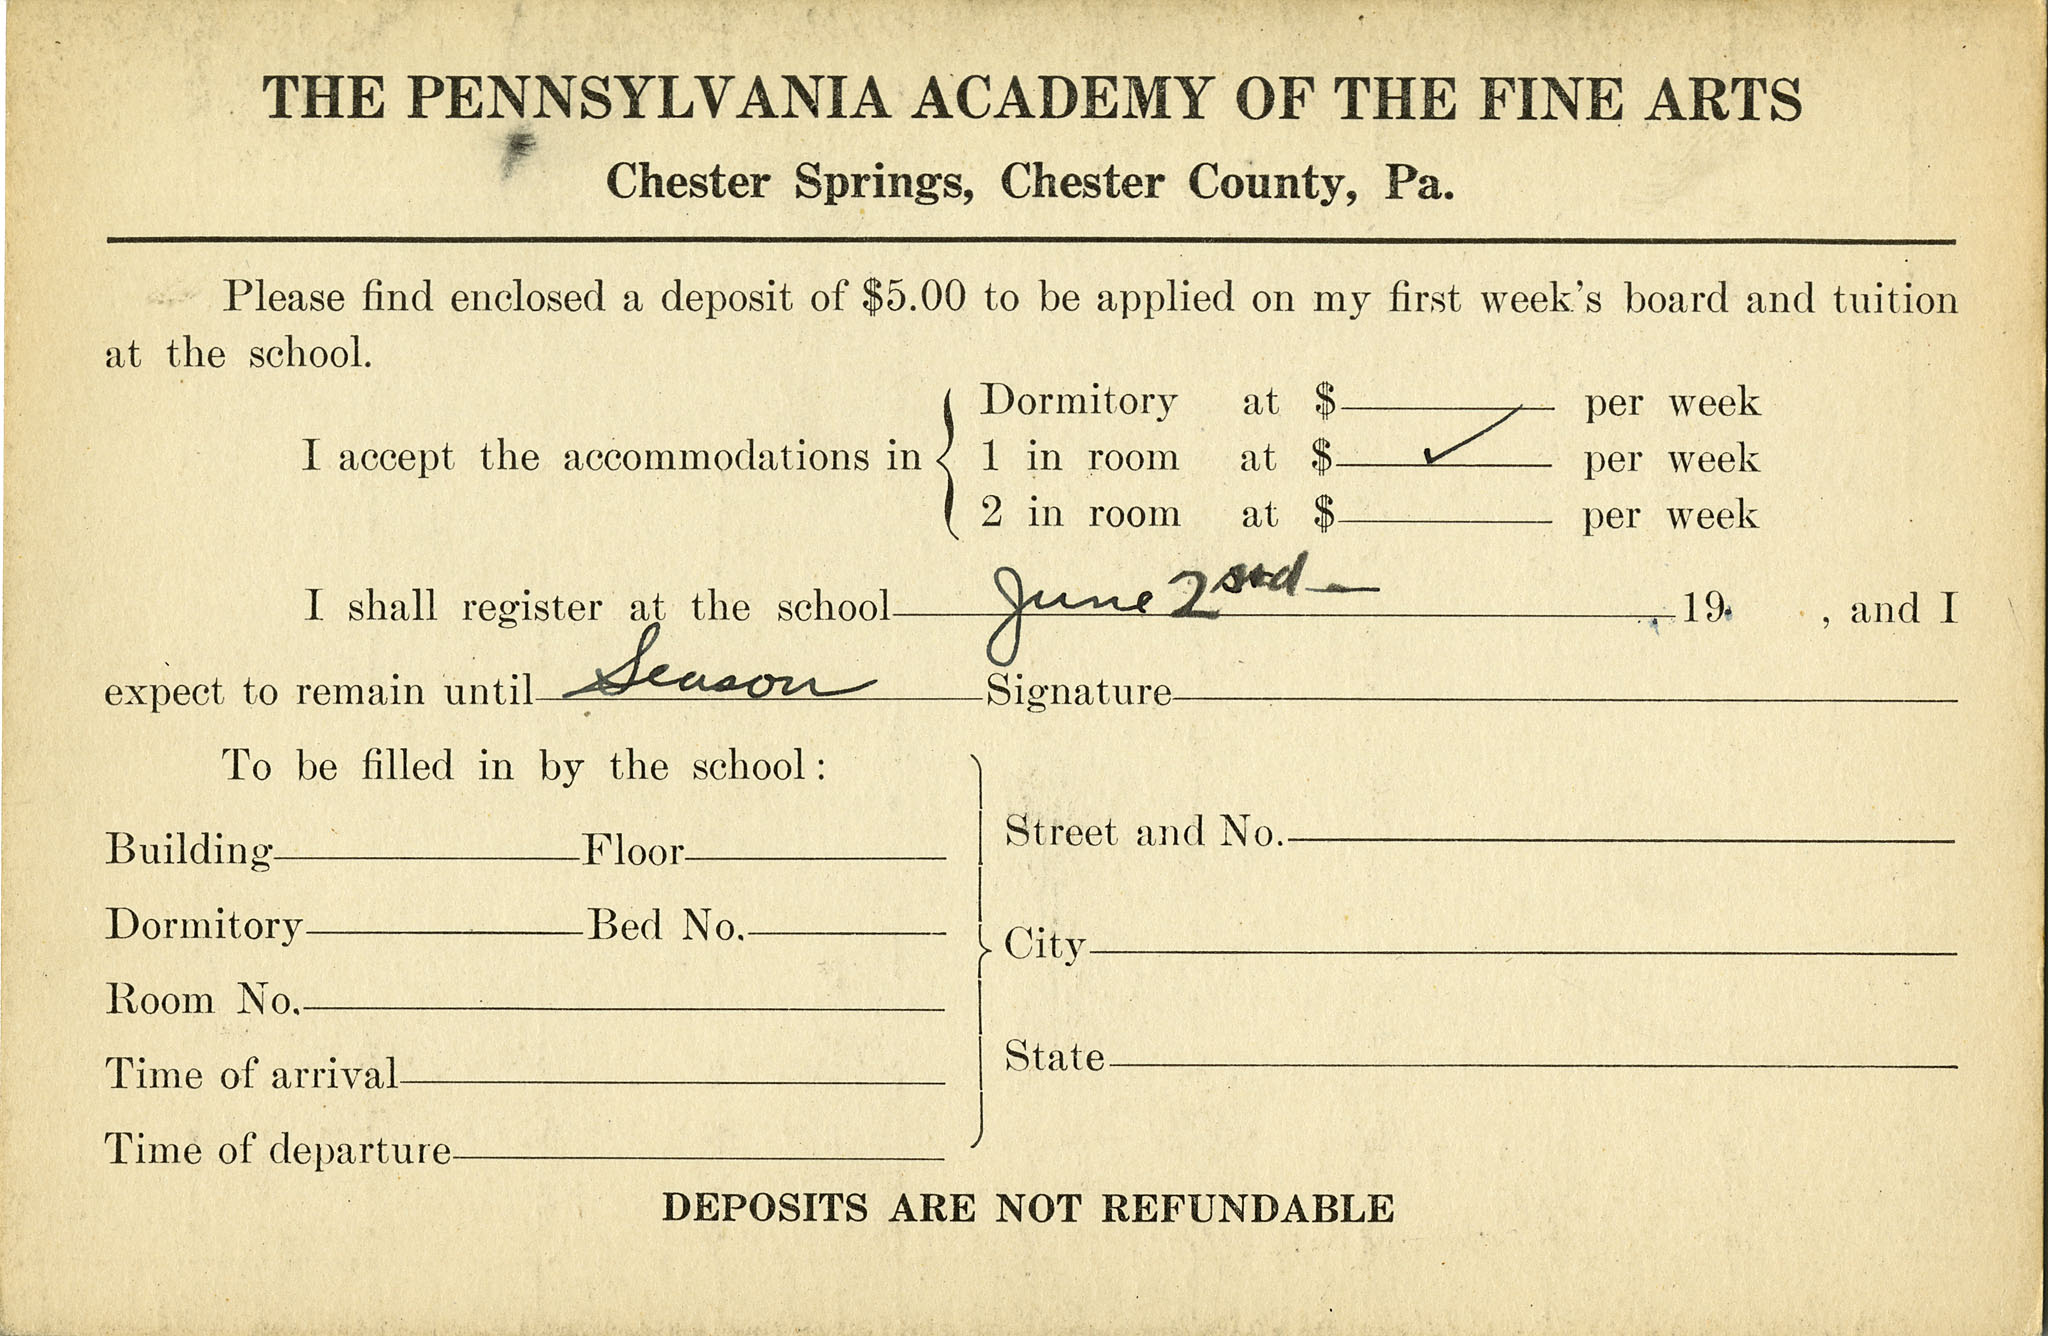 THE PENNSYLVANIA ACADEMY OF THE FINE ARTS
Chester Springs, Chester County, Pa.
Please find enclosed a deposit of $5.00 to be applied on my first week's board and tuition
at the school.
I accept the accommodations in
Dormitory at $ per week
1 in room at $ ✓ per week
2 in room at $ per week
I shall register at the school June 23rd - , 19 , and I
expect to remain until Season Signature
To be filled in by the school:
Building Floor
Dormitory Bed No.
Room No.
Time of arrival
Time of departure
Street and No.
City
State
DEPOSITS ARE NOT REFUNDABLE